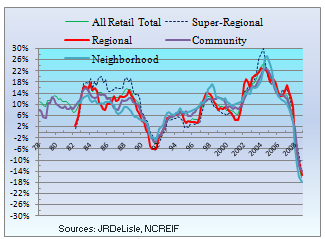 All Retail Total
Super-Regional
Regional
Community
Neighborhood
30%
26%
22%
18%
14%
10%
6%
2%
-2%
-6%
-10%
-14%
-18%
-22%
-26%
-30%
78 80 82 84 86 88 90 92 94 96 98 2000 2002 2004 2006 2008
Sources: JRDeLisle, NCREIF